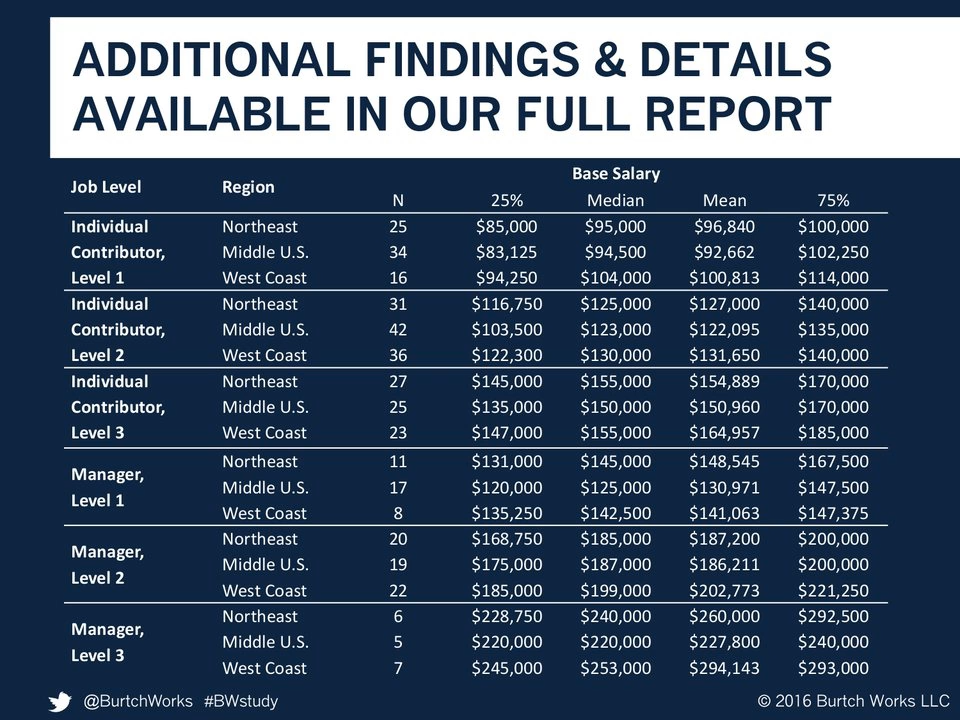 ADDITIONAL FINDINGS & DETAILS
AVAILABLE IN OUR FULL REPORT
Job Level Region Base Salary
N 25% Median Mean 75%
Individual Northeast 25 $85,000 $95,000 $96,840 $100,000
Contributor, Middle U.S. 34 $83,125 $94,500 $92,662 $102,250
Level 1 West Coast 16 $94,250 $104,000 $100,813 $114,000
Individual Northeast 31 $116,750 $125,000 $127,000 $140,000
Contributor, Middle U.S. 42 $103,500 $123,000 $122,095 $135,000
Level 2 West Coast 36 $122,300 $130,000 $131,650 $140,000
Individual Northeast 27 $145,000 $155,000 $154,889 $170,000
Contributor, Middle U.S. 25 $135,000 $150,000 $150,960 $170,000
Level 3 West Coast 23 $147,000 $155,000 $164,957 $185,000
Manager, Level 1 Northeast 11 $131,000 $145,000 $148,545 $167,500
Middle U.S. 17 $120,000 $125,000 $130,971 $147,500
West Coast 8 $135,250 $142,500 $141,063 $147,375
Manager, Level 2 Northeast 20 $168,750 $185,000 $187,200 $200,000
Middle U.S. 19 $175,000 $187,000 $186,211 $200,000
West Coast 22 $185,000 $199,000 $202,773 $221,250
Manager, Level 3 Northeast 6 $228,750 $240,000 $260,000 $292,500
Middle U.S. 5 $220,000 $220,000 $227,800 $240,000
West Coast 7 $245,000 $253,000 $294,143 $293,000
@BurtchWorks #BWstudy © 2016 Burtch Works LLC